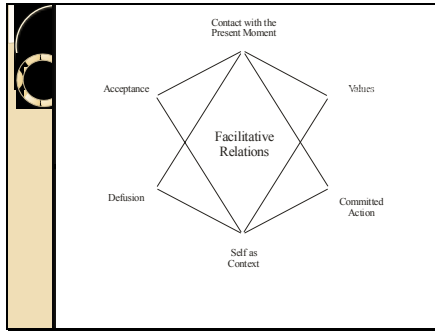 Contact with the
Present Moment
Acceptance
Values
Facilitative
Relations
Defusion
Committed
Action
Self as
Context